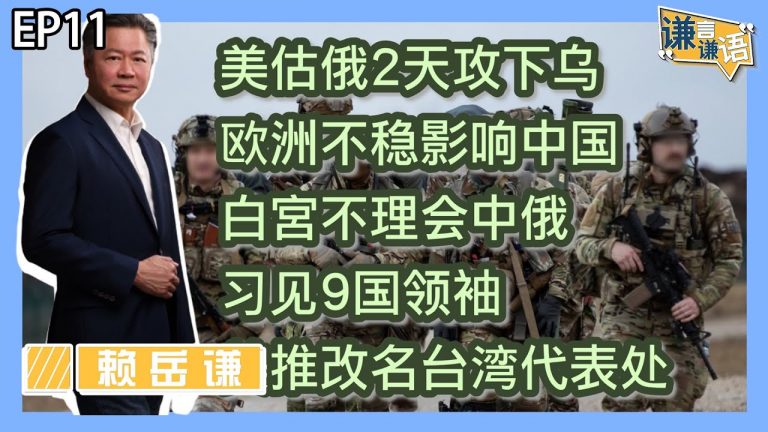 EP11
谦言谦语
美估俄2天攻下乌
欧洲不稳影响中国
白宮不理会中俄
习见9国领袖
推改名台湾代表处
赖岳谦